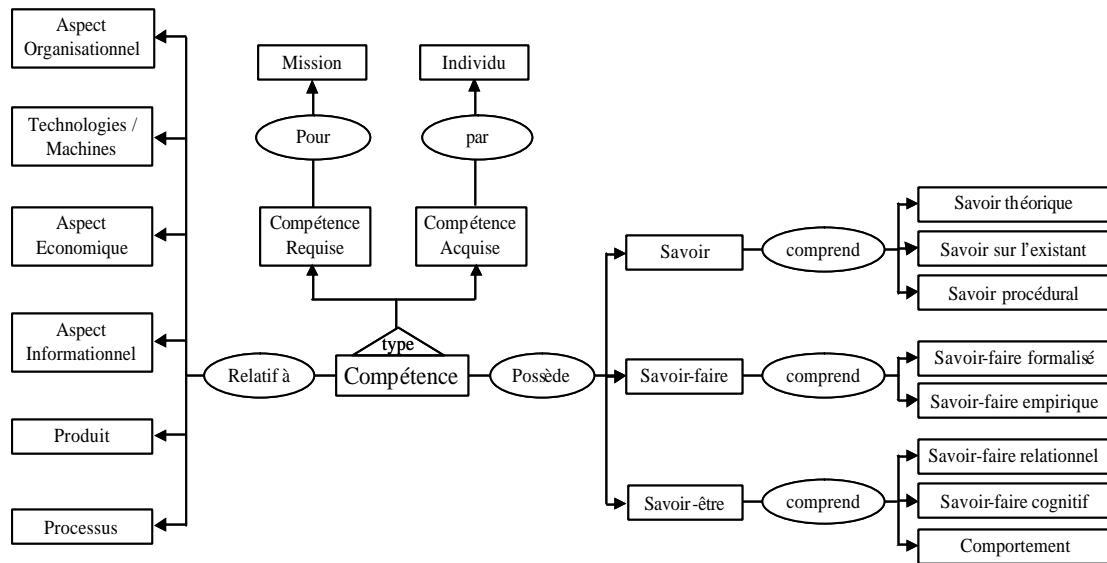 Aspect
Organisationnel
Technologies /
Machines
Aspect
Economique
Aspect
Informationnel
Produit
Processus
Relatif à
Mission
Pour
Compétence
Requise
Individu
par
Compétence
Acquise
type
Compétence
Possède
Savoir
comprend
Savoir théorique
Savoir sur l'existant
Savoir procédural
Savoir-faire
comprend
Savoir-faire formalisé
Savoir-faire empirique
Savoir-être
comprend
Savoir-faire relationnel
Savoir-faire cognitif
Comportement